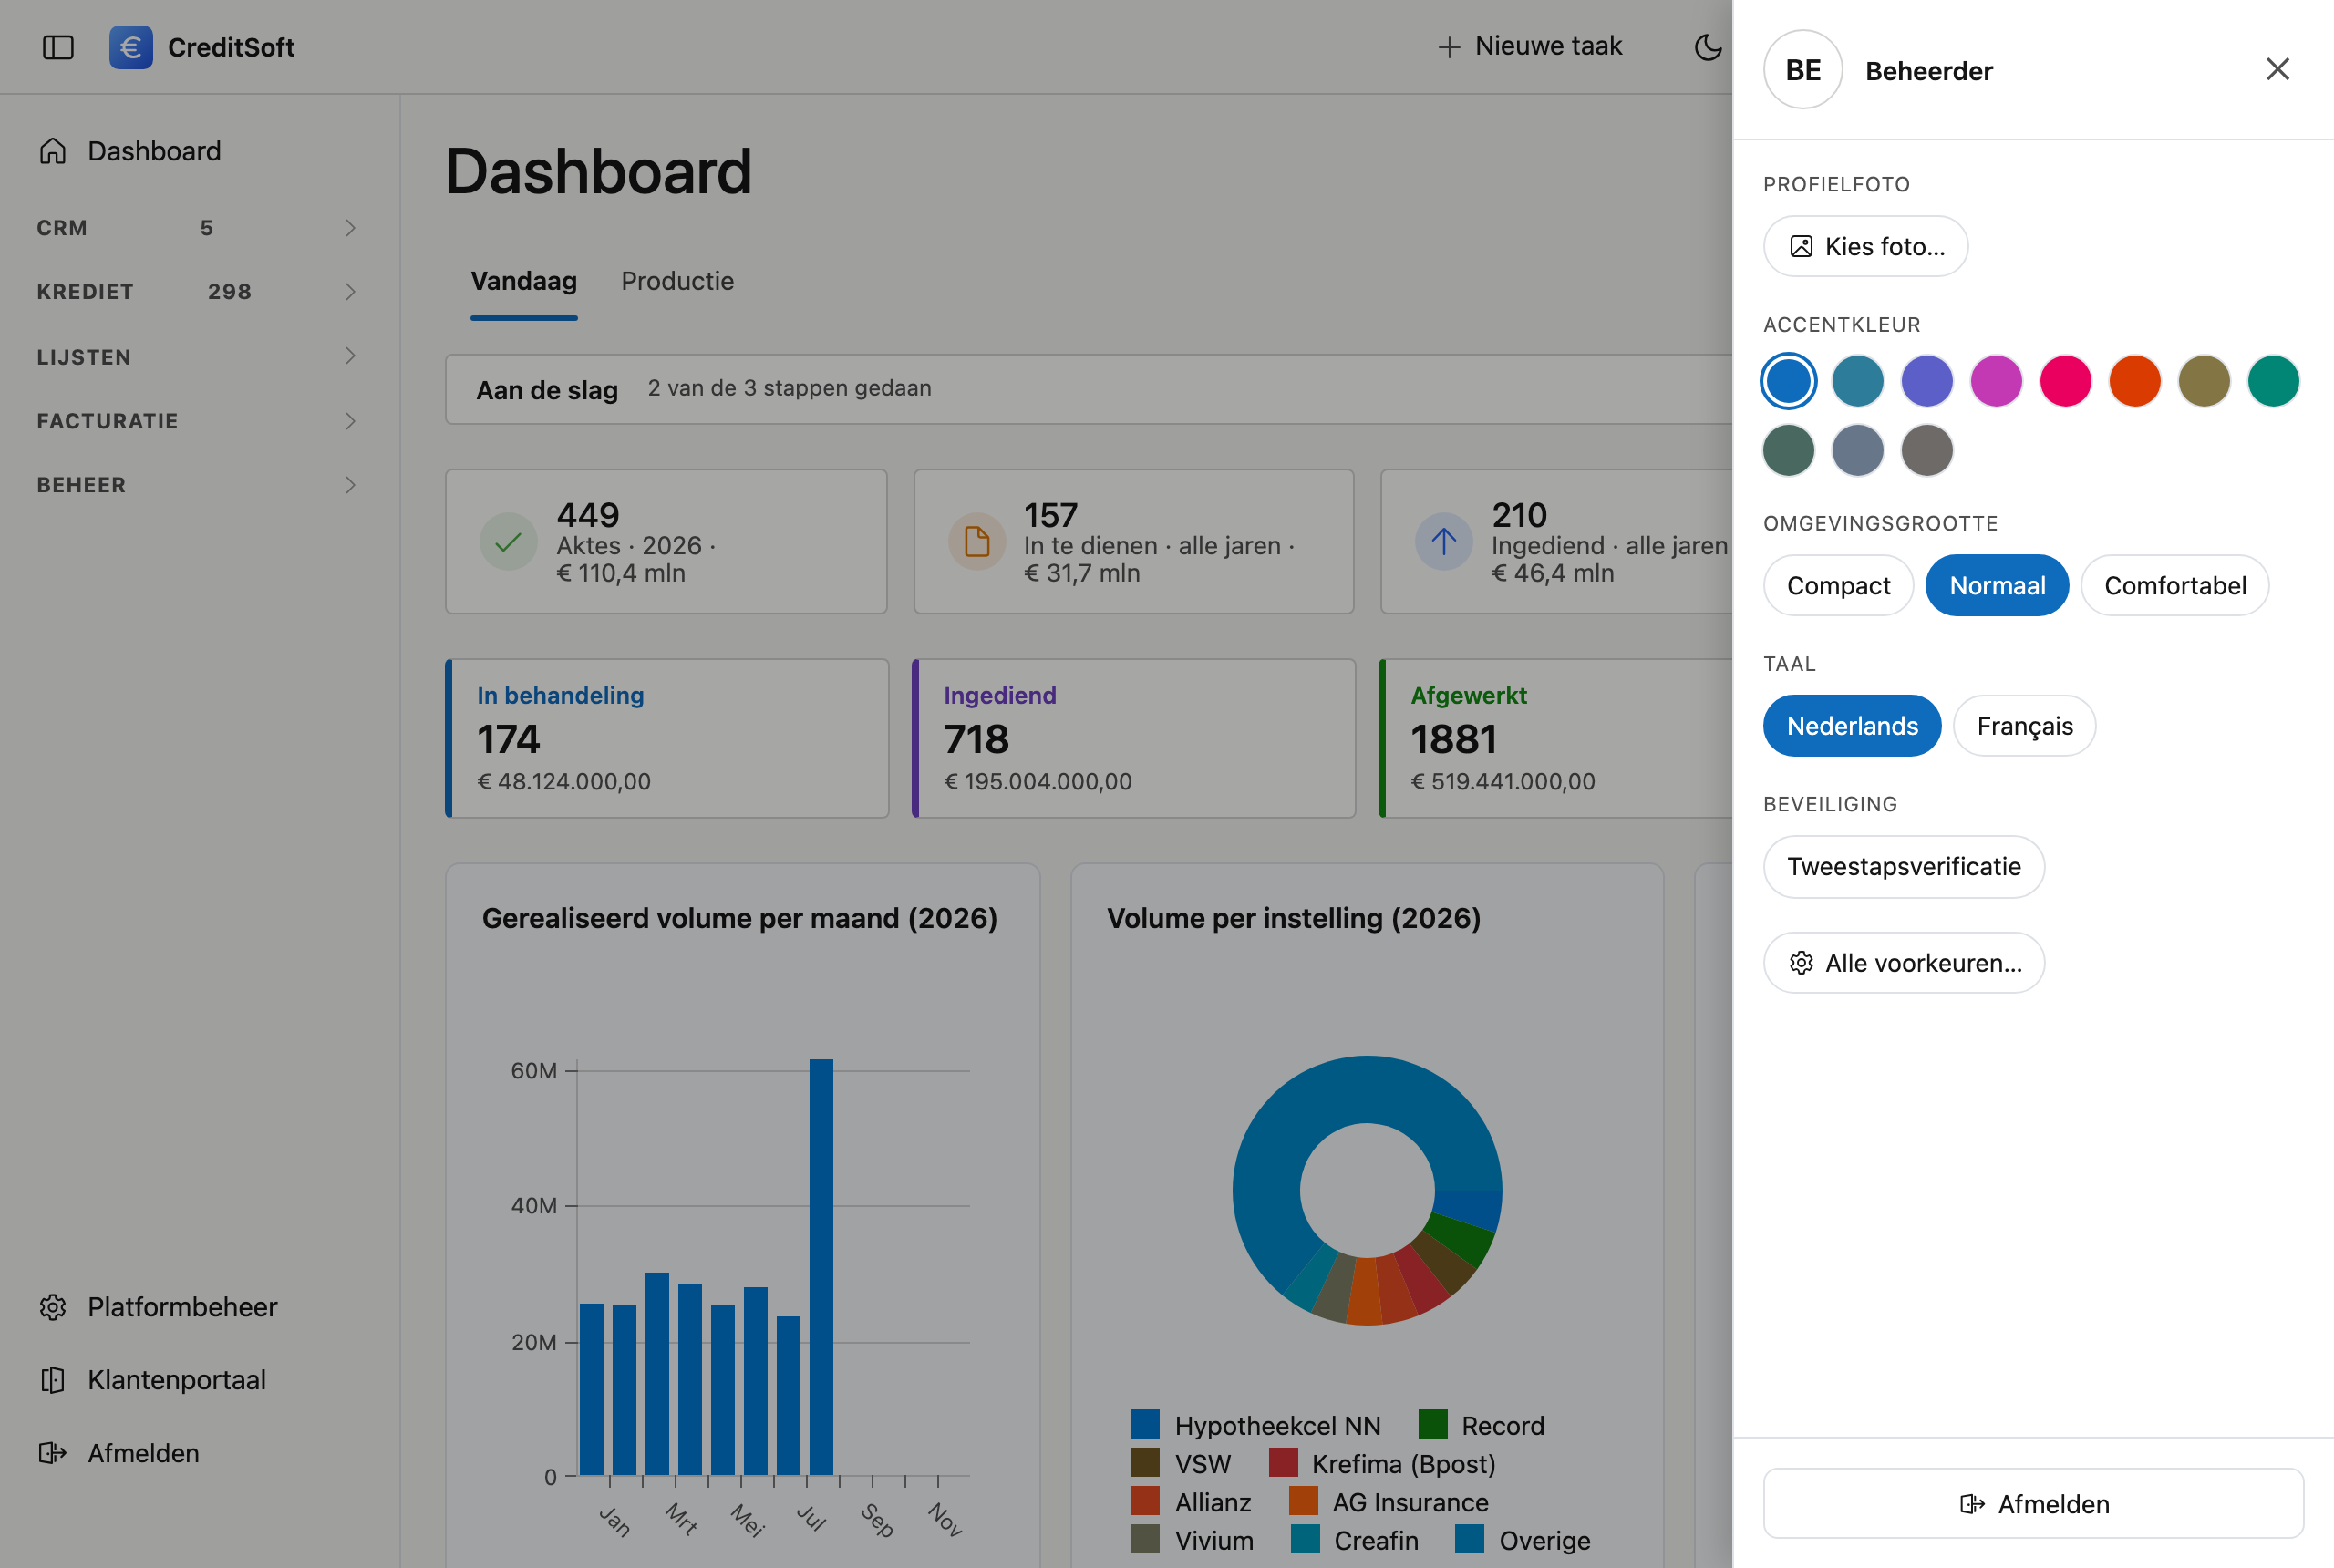 € CreditSoft
Nieuwe taak
Dashboard
CRM 5
KREDIET 298
LIJSTEN
FACTURATIE
BEHEER
Platformbeheer
Klantenportaal
Afmelden
Dashboard
Vandaag Productie
Aan de slag 2 van de 3 stappen gedaan
449
Aktes · 2026 ·
€ 110,4 mln
157
In te dienen · alle jaren ·
€ 31,7 mln
210
Ingediend · alle jaren
€ 46,4 mln
In behandeling
174
€ 48.124.000,00
Ingediend
718
€ 195.004.000,00
Afgewerkt
1881
€ 519.441.000,00
Gerealiseerd volume per maand (2026)
60M
40M
20M
0
Jan Mrt Mei Jul Sep Nov
Volume per instelling (2026)
Hypotheekcel NN Record
VSW Krefima (Bpost)
Allianz AG Insurance
Vivium Creafin Overige
BE Beheerder
PROFIELFOTO
Kies foto...
ACCENTKLEUR
OMGEVINGSGROOTTE
Compact Normaal Comfortabel
TAAL
Nederlands Français
BEVEILIGING
Tweestapsverificatie
Alle voorkeuren...
Afmelden